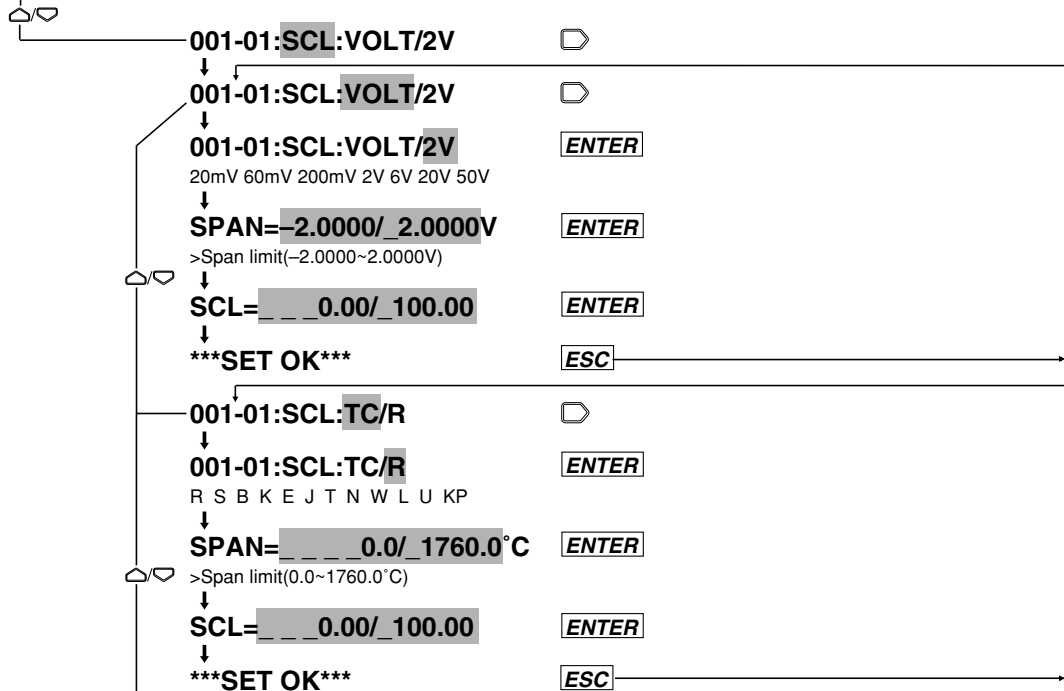 /
001-01:SCL:VOLT/2V
001-01:SCL:VOLT/2V
001-01:SCL:VOLT/2V ENTER
20mV 60mV 200mV 2V 6V 20V 50V
SPAN=–2.0000/_2.0000V ENTER
>Span limit(–2.0000~2.0000V)
/
SCL=_ _ _0.00/_100.00 ENTER
***SET OK*** ESC
001-01:SCL:TC/R
001-01:SCL:TC/R ENTER
R S B K E J T N W L U KP
SPAN=_ _ _ _0.0/_1760.0˚C ENTER
/
>Span limit(0.0~1760.0˚C)
SCL=_ _ _0.00/_100.00 ENTER
***SET OK*** ESC